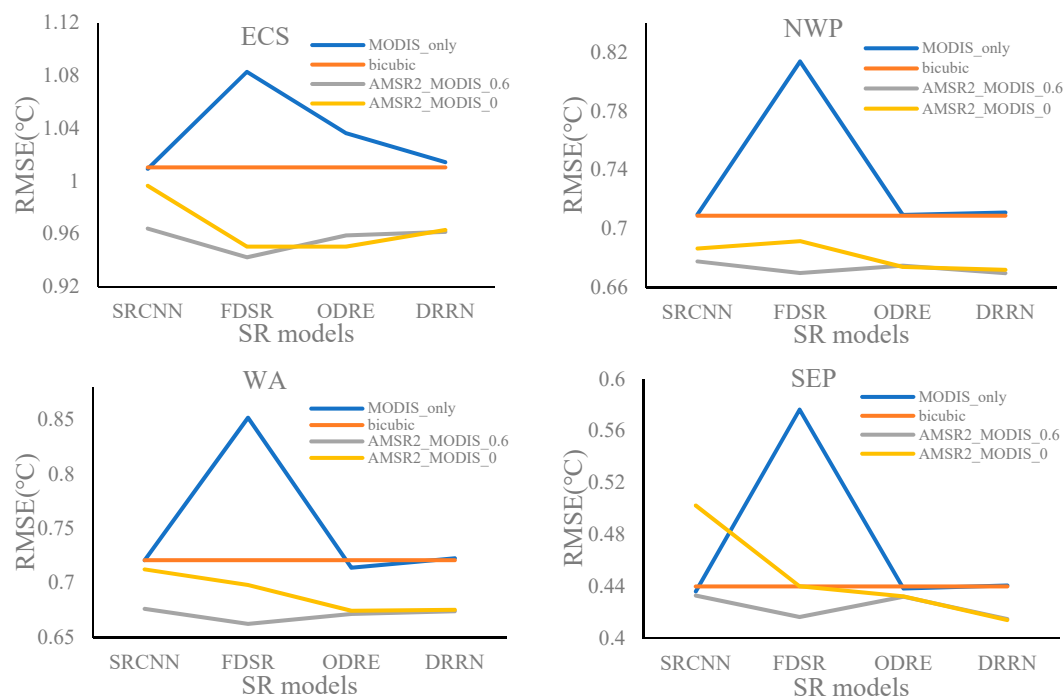 ECS
RMSE(℃)
1.12
1.08
1.04
1
0.96
0.92
MODIS_only
bicubic
AMSR2_MODIS_0.6
AMSR2_MODIS_0
SRCNN FDSR ODRE DRRN
SR models
NWP
RMSE(℃)
0.82
0.78
0.74
0.7
0.66
MODIS_only
bicubic
AMSR2_MODIS_0.6
AMSR2_MODIS_0
SRCNN FDSR ODRE DRRN
SR models
WA
RMSE(℃)
0.85
0.8
0.75
0.7
0.65
MODIS_only
bicubic
AMSR2_MODIS_0.6
AMSR2_MODIS_0
SRCNN FDSR ODRE DRRN
SR models
SEP
RMSE(℃)
0.6
0.56
0.52
0.48
0.44
0.4
MODIS_only
bicubic
AMSR2_MODIS_0.6
AMSR2_MODIS_0
SRCNN FDSR ODRE DRRN
SR models